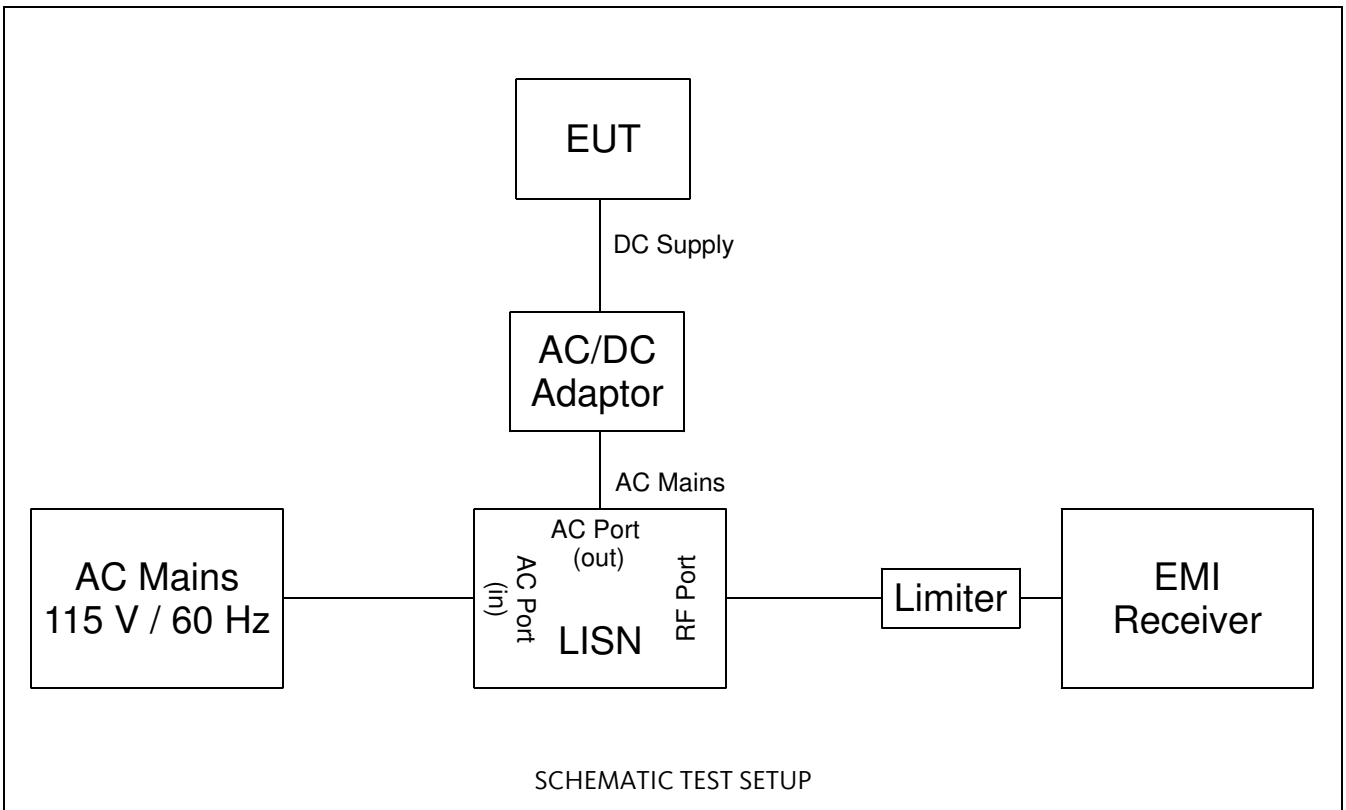 EUT
DC Supply
AC/DC
Adaptor
AC Mains
AC Mains
115 V / 60 Hz
AC Port
(in)
AC Port
(out)
LISN
RF Port
Limiter
EMI
Receiver
SCHEMATIC TEST SETUP